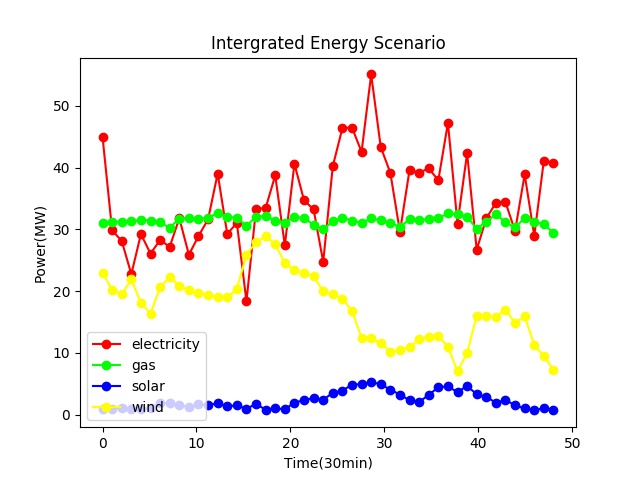 Intergrated Energy Scenario
Power(MW)
50
40
30
20
10
0
electricity
gas
solar
wind
0 10 20 30 40 50
Time(30min)